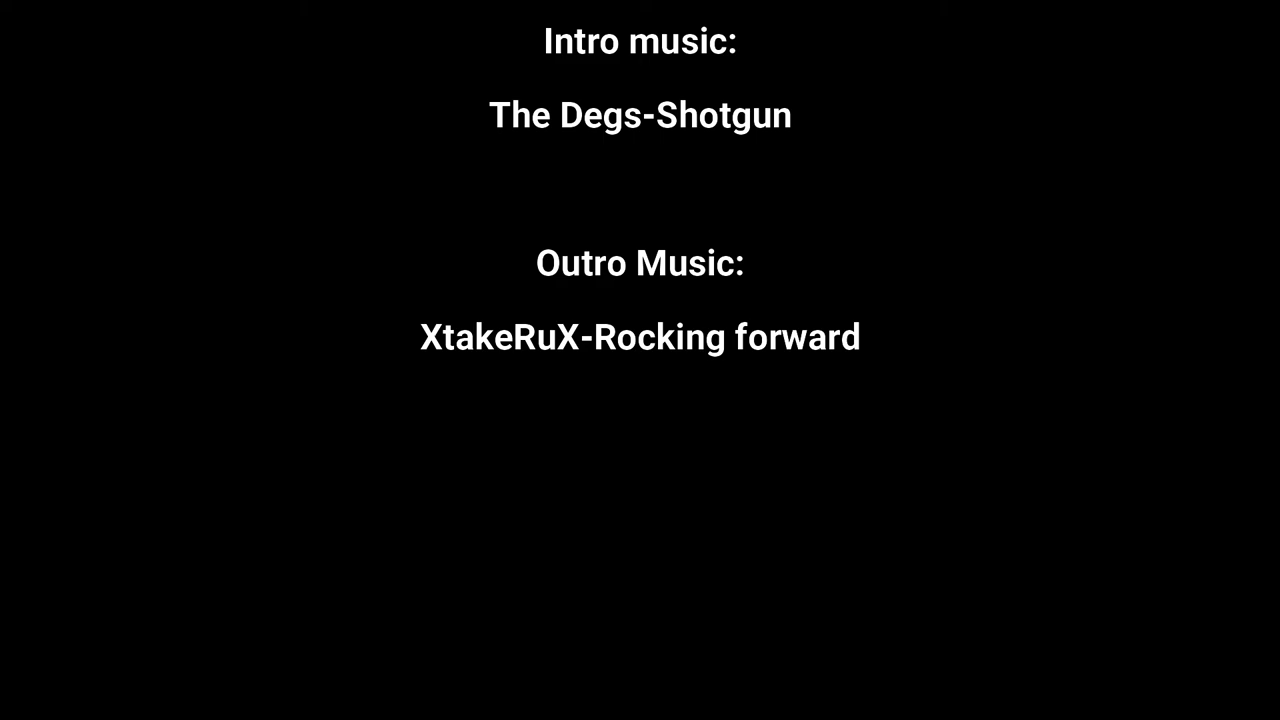 Intro music:
The Degs-Shotgun
Outro Music:
XtakeRuX-Rocking forward